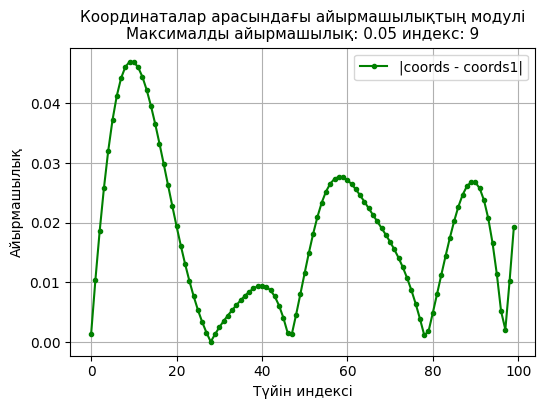 Координаталар арасындағы айырмашылықтың модулі
Максималды айырмашылық: 0.05 индекс: 9
|coords - coords1|
Айырмашылық
0.04
0.03
0.02
0.01
0.00
0
20
40
60
80
100
Түйін индексі